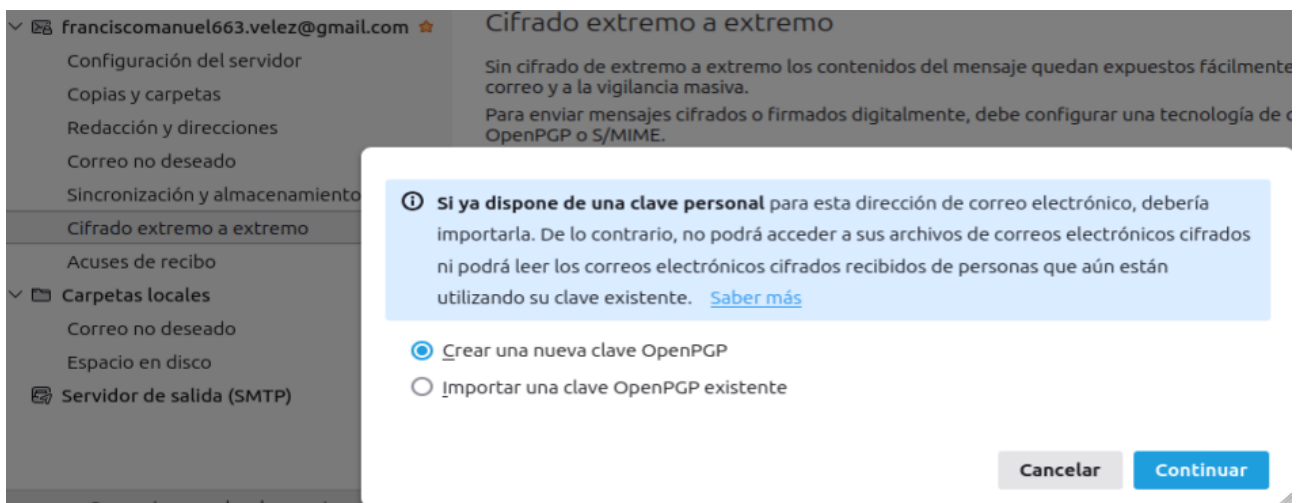 franciscomanuel663.velez@gmail.com
Configuración del servidor
Copias y carpetas
Redacción y direcciones
Correo no deseado
Sincronización y almacenamiento
Cifrado extremo a extremo
Acuses de recibo
Carpetas locales
Correo no deseado
Espacio en disco
Servidor de salida (SMTP)
Cifrado extremo a extremo
Sin cifrado de extremo a extremo los contenidos del mensaje quedan expuestos fácilmente
correo y a la vigilancia masiva.
Para enviar mensajes cifrados o firmados digitalmente, debe configurar una tecnología de
OpenPGP o S/MIME.
Si ya dispone de una clave personal para esta dirección de correo electrónico, debería
importarla. De lo contrario, no podrá acceder a sus archivos de correos electrónicos cifrados
ni podrá leer los correos electrónicos cifrados recibidos de personas que aún están
utilizando su clave existente. Saber más
Crear una nueva clave OpenPGP
Importar una clave OpenPGP existente
Cancelar Continuar